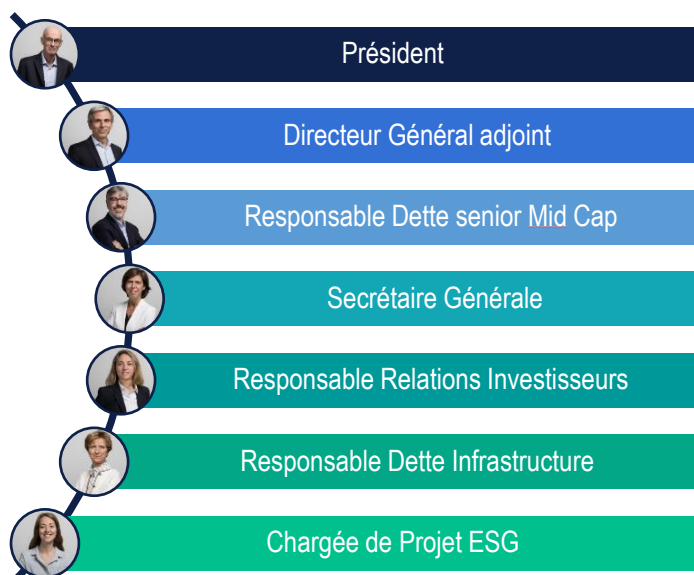 Président
Directeur Général adjoint
Responsable Dette senior Mid Cap
Secrétaire Générale
Responsable Relations Investisseurs
Responsable Dette Infrastructure
Chargée de Projet ESG